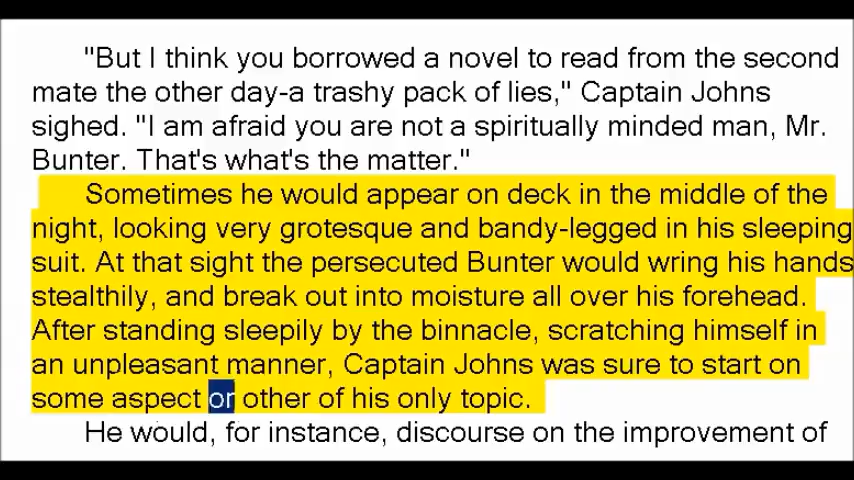 "But I think you borrowed a novel to read from the second
mate the other day-a trashy pack of lies," Captain Johns
sighed. "I am afraid you are not a spiritually minded man, Mr.
Bunter. That's what's the matter."
Sometimes he would appear on deck in the middle of the
night, looking very grotesque and bandy-legged in his sleeping
suit. At that sight the persecuted Bunter would wring his hands
stealthily, and break out into moisture all over his forehead.
After standing sleepily by the binnacle, scratching himself in
an unpleasant manner, Captain Johns was sure to start on
some aspect or other of his only topic.
He would, for instance, discourse on the improvement of